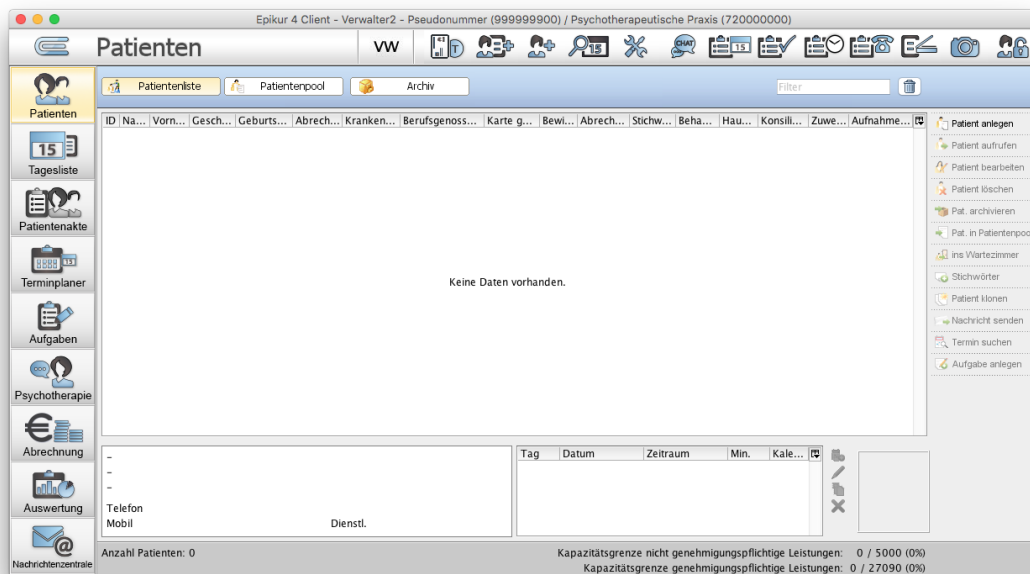 Epikur 4 Client - Verwalter2 - Pseudonummer (999999900) / Psychotherapeutische Praxis (720000000)
Patienten
VW
T
15
CHAT
15
Patienten
15
Tagesliste
Patientenakte
15
Terminplaner
Aufgaben
Psychotherapie
Abrechnung
Auswertung
Nachrichtenzentrale
Patientenliste Patientenpool Archiv Filter
ID Na... Vorn... Gesch... Geburts... Abrech... Kranken... Berufsgenoss... Karte g... Bewi... Abrech... Stichw... Beha... Hau... Konsili... Zuwe... Aufnahme...
Keine Daten vorhanden.
Patient anlegen
Patient aufrufen
Patient bearbeiten
Patient löschen
Pat. archivieren
Pat. in Patientenpool
ins Wartezimmer
Stichwörter
Patient klonen
Nachricht senden
Termin suchen
Aufgabe anlegen
–
–
–
Telefon
Mobil Dienstl.
Tag Datum Zeitraum Min. Kale...
Anzahl Patienten: 0
Kapazitätsgrenze nicht genehmigungspflichtige Leistungen: 0 / 5000 (0%)
Kapazitätsgrenze genehmigungspflichtige Leistungen: 0 / 27090 (0%)